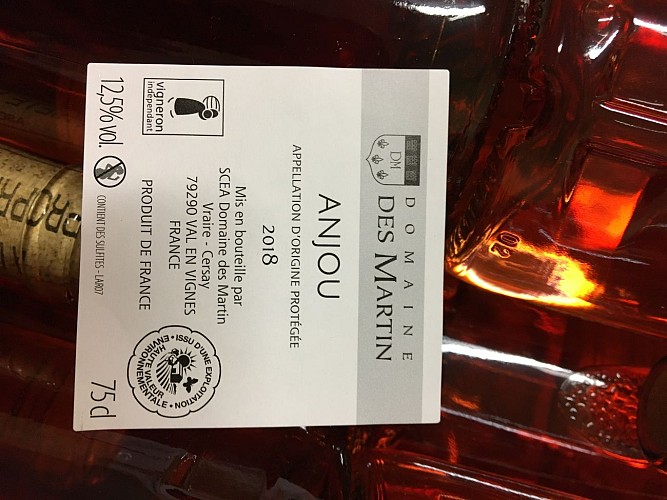 DOMAINE
DES MARTIN
DM
ANJOU
APPELLATION D'ORIGINE PROTÉGÉE
2018
Mis en bouteille par
SCEA Domaine des Martin
Vraire - Cersay
79290 VAL EN VIGNES
FRANCE
PRODUIT DE FRANCE
vigneron
indépendant
12,5% vol.
CONTIENT DES SULFITES - LAR07
ISSU D'UNE EXPLOITATION
HAUTE VALEUR
ENVIRONNEMENTALE
75cl